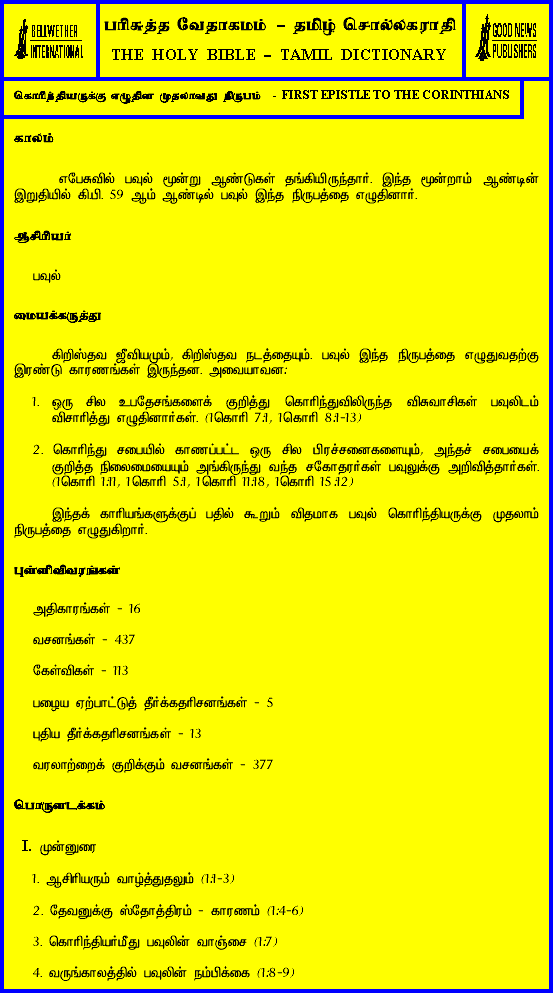 BELLWETHER
INTERNATIONAL
பரிசுத்த வேதாகமம் - தமிழ் சொல்லகராதி
THE HOLY BIBLE - TAMIL DICTIONARY
GOOD NEWS
PUBLISHERS
கொரிந்தியருக்கு எழுதின முதலாவது நிருபம் - FIRST EPISTLE TO THE CORINTHIANS
காலம்
எபேசுவில் பவுல் மூன்று ஆண்டுகள் தங்கியிருந்தார். இந்த மூன்றாம் ஆண்டின்
இறுதியில் கி.பி. 59 ஆம் ஆண்டில் பவுல் இந்த நிருபத்தை எழுதினார்.
ஆசிரியர்
பவுல்
மையக்கருத்து
கிறிஸ்தவ ஜீவியமும், கிறிஸ்தவ நடத்தையும். பவுல் இந்த நிருபத்தை எழுதுவதற்கு
இரண்டு காரணங்கள் இருந்தன. அவையாவன:
1. ஒரு சில உபதேசங்களைக் குறித்து கொரிந்துவிலிருந்த விசுவாசிகள் பவுலிடம்
விசாரித்து எழுதினார்கள். (1கொரி 7:1, 1கொரி 8:1-13)
2. கொரிந்து சபையில் காணப்பட்ட ஒரு சில பிரச்சனைகளையும், அந்தச் சபையைக்
குறித்த நிலைமையையும் அங்கிருந்து வந்த சகோதரர்கள் பவுலுக்கு அறிவித்தார்கள்.
(1கொரி 1:11, 1கொரி 5:1, 1கொரி 11:18, 1கொரி 15:12)
இந்தக் காரியங்களுக்குப் பதில் கூறும் விதமாக பவுல் கொரிந்தியருக்கு முதலாம்
நிருபத்தை எழுதுகிறார்.
புள்ளிவிவரங்கள்
அதிகாரங்கள் - 16
வசனங்கள் - 437
கேள்விகள் - 113
பழைய ஏற்பாட்டுத் தீர்க்கதரிசனங்கள் - 5
புதிய தீர்க்கதரிசனங்கள் - 13
வரலாற்றைக் குறிக்கும் வசனங்கள் - 377
பொருளடக்கம்
I. முன்னுரை
1. ஆசிரியரும் வாழ்த்துதலும் (1:1-3)
2. தேவனுக்கு ஸ்தோத்திரம் - காரணம் (1:4-6)
3. கொரிந்தியர்மீது பவுலின் வாஞ்சை (1:7)
4. வருங்காலத்தில் பவுலின் நம்பிக்கை (1:8-9)